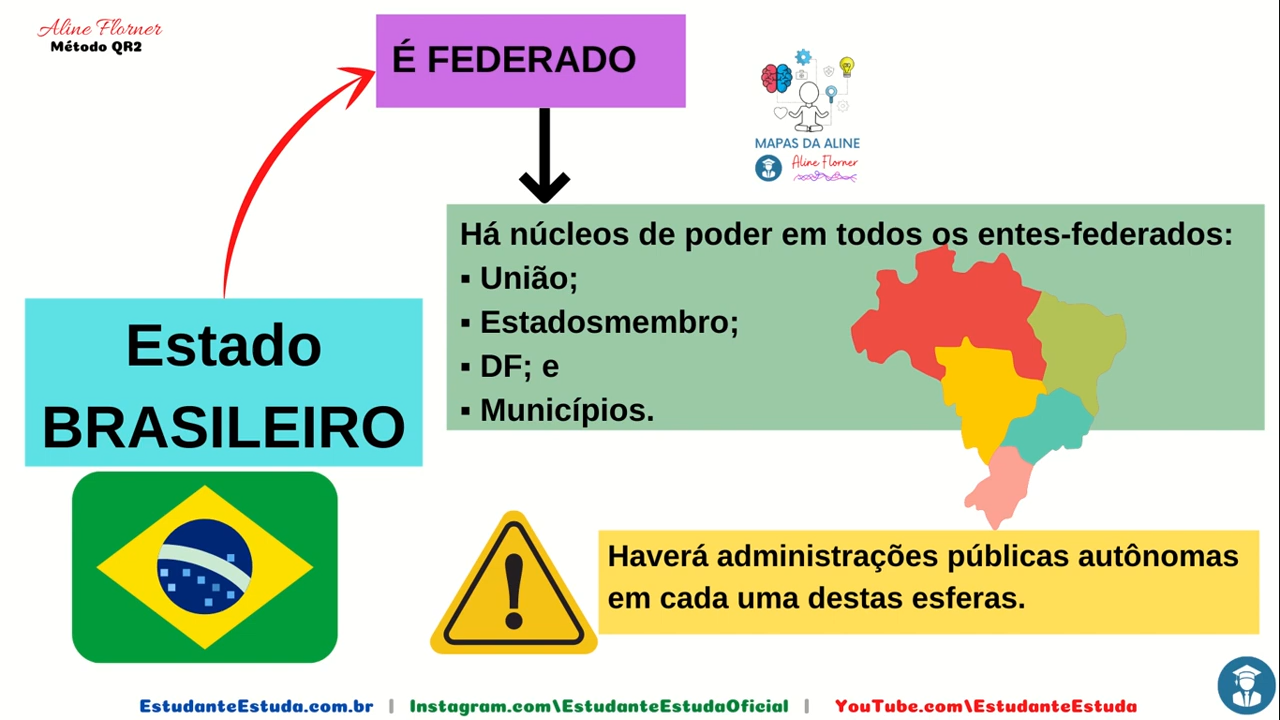 Aline Florner
Método QR2
É FEDERADO
MAPAS DA ALINE
Aline Florner
Há núcleos de poder em todos os entes-federados:
▪ União;
▪ Estadosmembro;
▪ DF; e
▪ Municípios.
Estado
BRASILEIRO
Haverá administrações públicas autônomas
em cada uma destas esferas.
EstudanteEstuda.com.br | Instagram.com\EstudanteEstudaOficial | YouTube.com\EstudanteEstuda